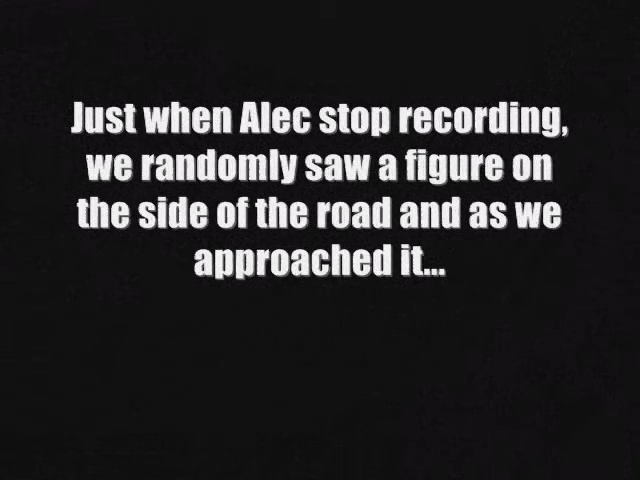 Just when Alec stop recording,
we randomly saw a figure on
the side of the road and as we
approached it...